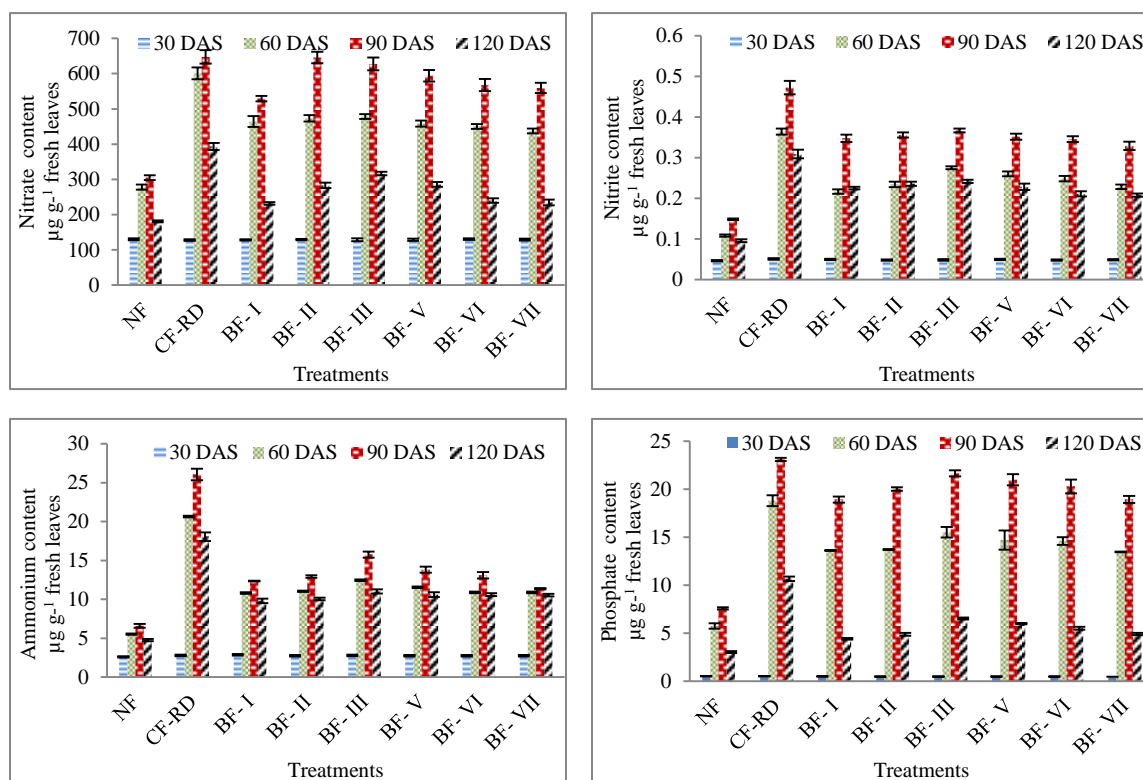 30 DAS 60 DAS 90 DAS 120 DAS
Nitrate content
µg g-1 fresh leaves
700
600
500
400
300
200
100
0
NF CF-RD BF- I BF- II BF- III BF- V BF- VI BF- VII
Treatments
30 DAS 60 DAS 90 DAS 120 DAS
Nitrite content
µg g-1 fresh leaves
0.6
0.5
0.4
0.3
0.2
0.1
0
NF CF-RD BF- I BF- II BF- III BF- V BF- VI BF- VII
Treatments
30 DAS 60 DAS 90 DAS 120 DAS
Ammonium content
µg g-1 fresh leaves
30
25
20
15
10
5
0
NF CF-RD BF- I BF- II BF- III BF- V BF- VI BF- VII
Treatments
30 DAS 60 DAS 90 DAS 120 DAS
Phosphate content
µg g-1 fresh leaves
25
20
15
10
5
0
NF CF-RD BF- I BF- II BF- III BF- V BF- VI BF- VII
Treatments